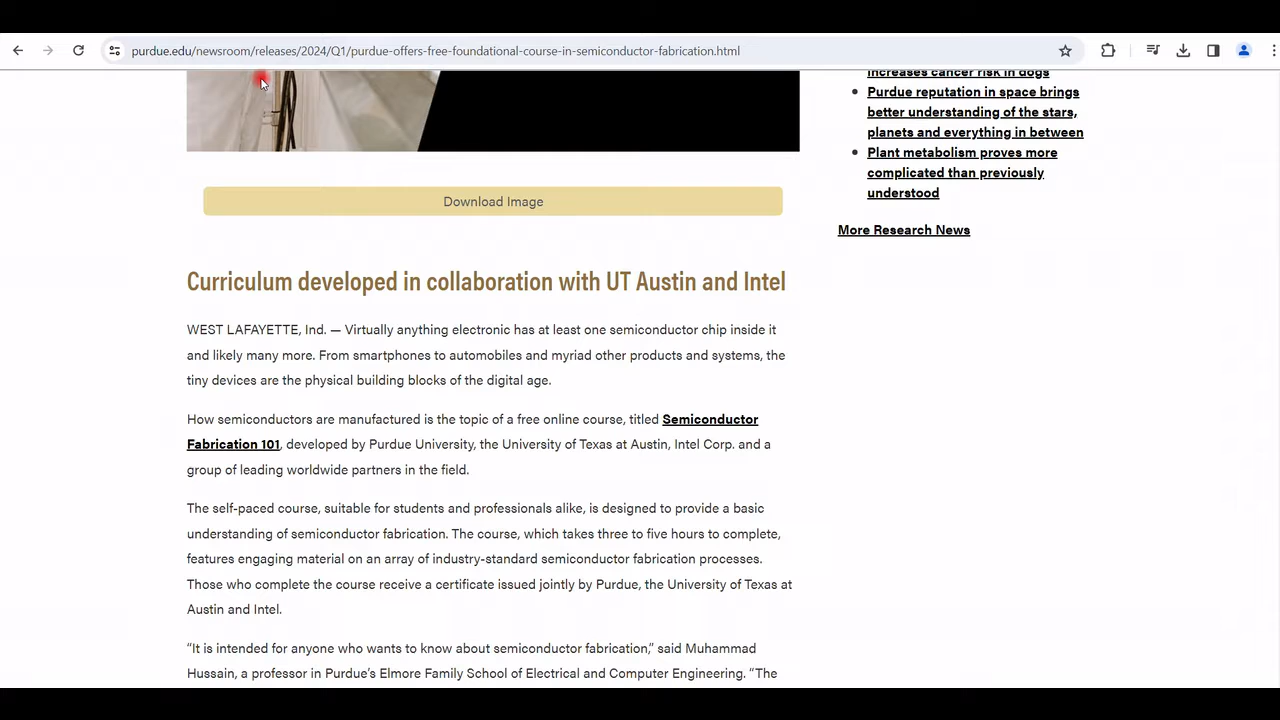 purdue.edu/newsroom/releases/2024/Q1/purdue-offers-free-foundational-course-in-semiconductor-fabrication.html
increases cancer risk in dogs
Purdue reputation in space brings
better understanding of the stars,
planets and everything in between
Plant metabolism proves more
complicated than previously
understood
More Research News
Download Image
Curriculum developed in collaboration with UT Austin and Intel
WEST LAFAYETTE, Ind. — Virtually anything electronic has at least one semiconductor chip inside it
and likely many more. From smartphones to automobiles and myriad other products and systems, the
tiny devices are the physical building blocks of the digital age.
How semiconductors are manufactured is the topic of a free online course, titled Semiconductor
Fabrication 101, developed by Purdue University, the University of Texas at Austin, Intel Corp. and a
group of leading worldwide partners in the field.
The self-paced course, suitable for students and professionals alike, is designed to provide a basic
understanding of semiconductor fabrication. The course, which takes three to five hours to complete,
features engaging material on an array of industry-standard semiconductor fabrication processes.
Those who complete the course receive a certificate issued jointly by Purdue, the University of Texas at
Austin and Intel.
“It is intended for anyone who wants to know about semiconductor fabrication,” said Muhammad
Hussain, a professor in Purdue’s Elmore Family School of Electrical and Computer Engineering. “The